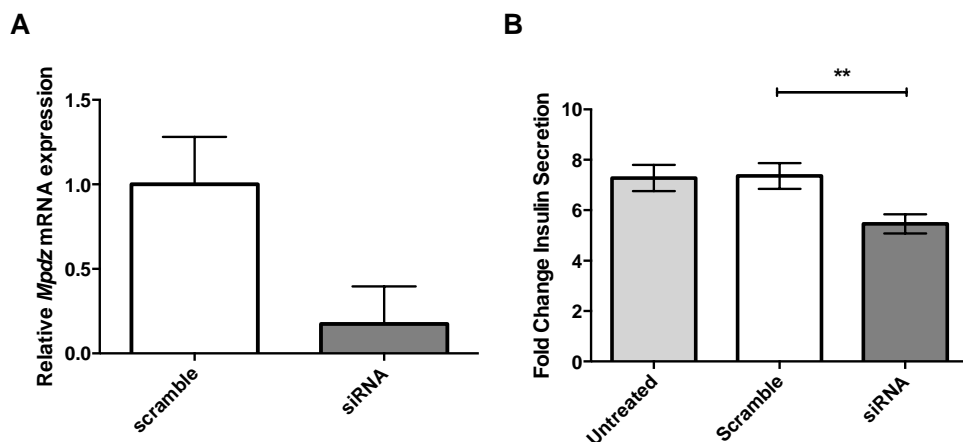 A
Relative Mpdz mRNA expression
1.5
1.0
0.5
0.0
scramble
siRNA
B
**
Fold Change Insulin Secretion
10
8
6
4
2
0
Untreated
Scramble
siRNA